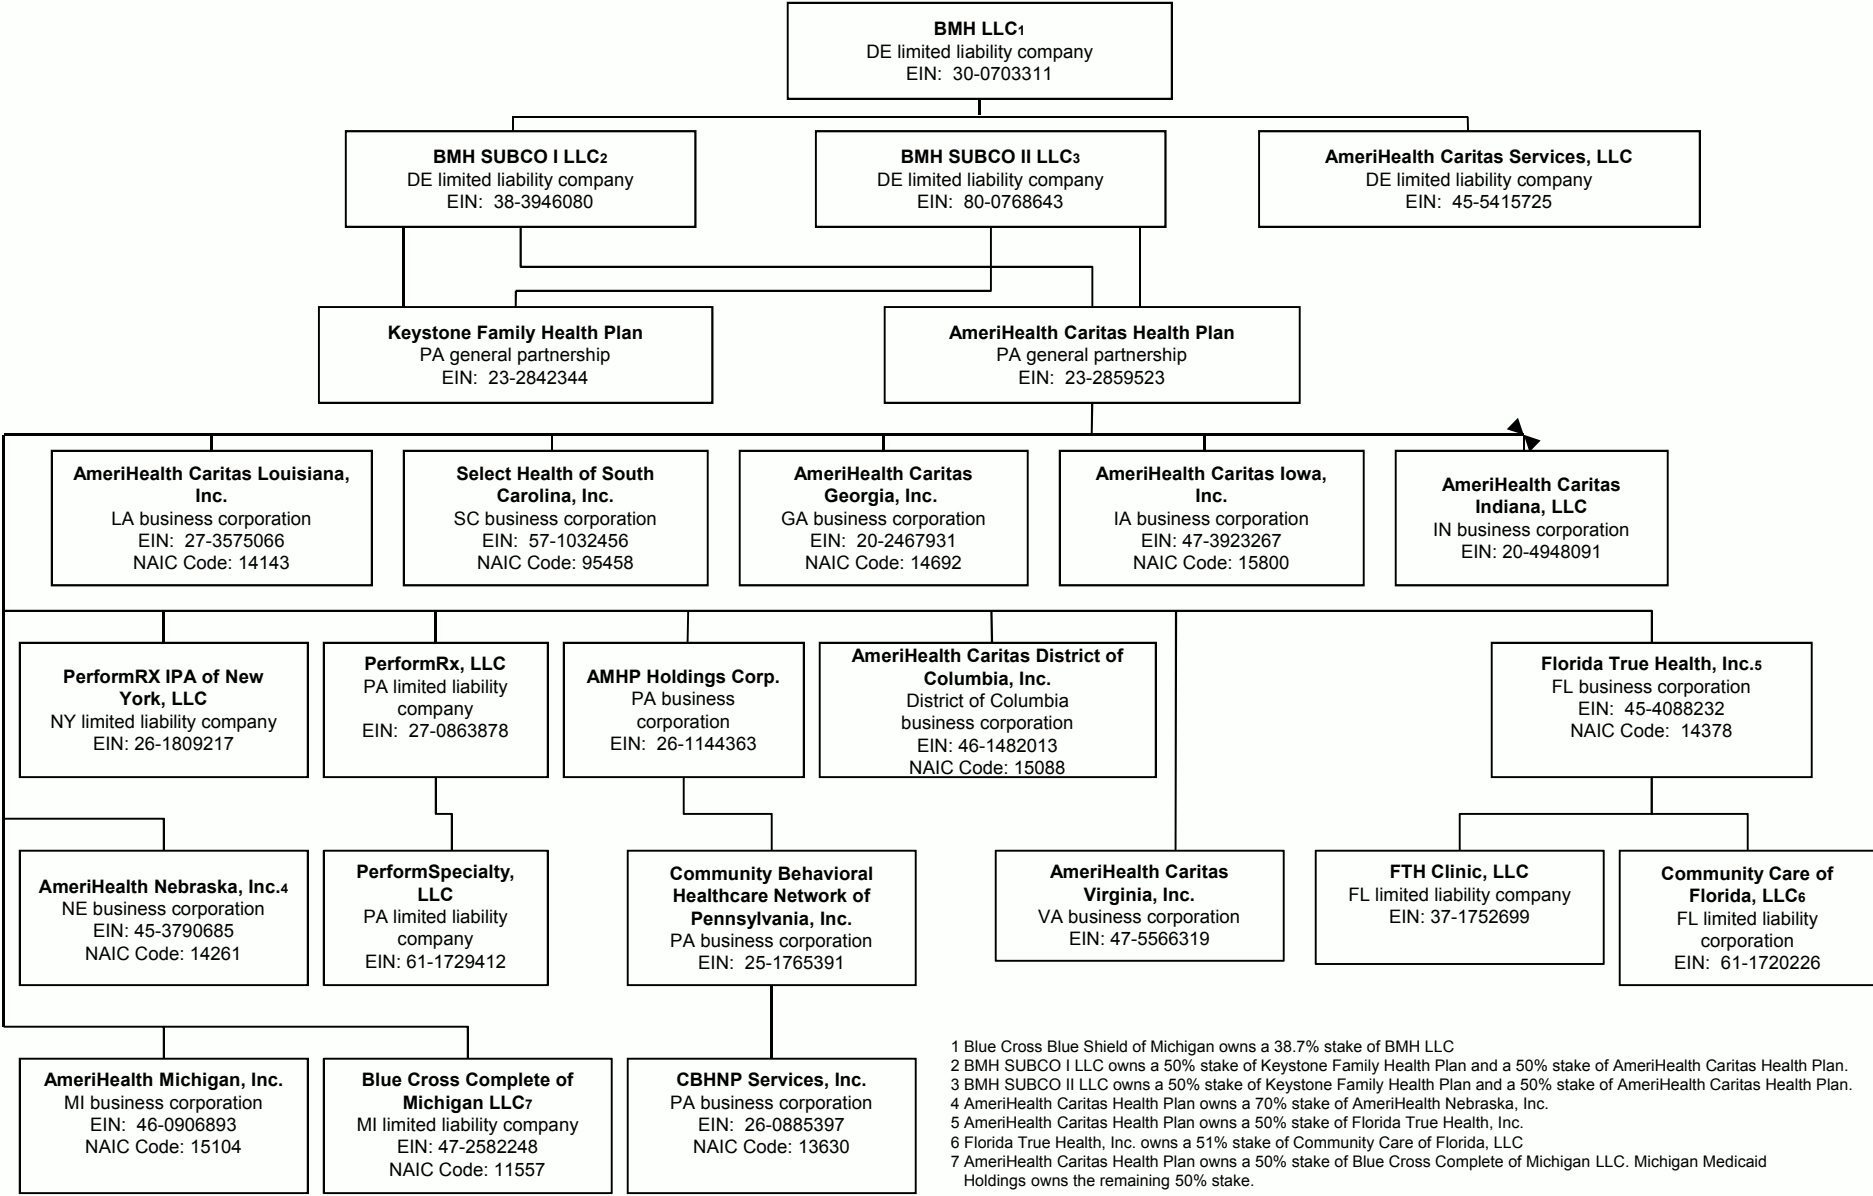 BMH LLC1
DE limited liability company
EIN: 30-0703311
BMH SUBCO I LLC2
DE limited liability company
EIN: 38-3946080
BMH SUBCO II LLC3
DE limited liability company
EIN: 80-0768643
AmeriHealth Caritas Services, LLC
DE limited liability company
EIN: 45-5415725
Keystone Family Health Plan
PA general partnership
EIN: 23-2842344
AmeriHealth Caritas Health Plan
PA general partnership
EIN: 23-2859523
AmeriHealth Caritas Louisiana,
Inc.
LA business corporation
EIN: 27-3575066
NAIC Code: 14143
Select Health of South
Carolina, Inc.
SC business corporation
EIN: 57-1032456
NAIC Code: 95458
AmeriHealth Caritas
Georgia, Inc.
GA business corporation
EIN: 20-2467931
NAIC Code: 14692
AmeriHealth Caritas Iowa,
Inc.
IA business corporation
EIN: 47-3923267
NAIC Code: 15800
AmeriHealth Caritas
Indiana, LLC
IN business corporation
EIN: 20-4948091
PerformRX IPA of New
York, LLC
NY limited liability company
EIN: 26-1809217
PerformRx, LLC
PA limited liability
company
EIN: 27-0863878
AMHP Holdings Corp.
PA business
corporation
EIN: 26-1144363
AmeriHealth Caritas District of
Columbia, Inc.
District of Columbia
business corporation
EIN: 46-1482013
NAIC Code: 15088
Florida True Health, Inc.5
FL business corporation
EIN: 45-4088232
NAIC Code: 14378
AmeriHealth Nebraska, Inc.4
NE business corporation
EIN: 45-3790685
NAIC Code: 14261
PerformSpecialty,
LLC
PA limited liability
company
EIN: 61-1729412
Community Behavioral
Healthcare Network of
Pennsylvania, Inc.
PA business corporation
EIN: 25-1765391
AmeriHealth Caritas
Virginia, Inc.
VA business corporation
EIN: 47-5566319
FTH Clinic, LLC
FL limited liability company
EIN: 37-1752699
Community Care of
Florida, LLC6
FL limited liability
corporation
EIN: 61-1720226
AmeriHealth Michigan, Inc.
MI business corporation
EIN: 46-0906893
NAIC Code: 15104
Blue Cross Complete of
Michigan LLC7
MI limited liability company
EIN: 47-2582248
NAIC Code: 11557
CBHNP Services, Inc.
PA business corporation
EIN: 26-0885397
NAIC Code: 13630
1 Blue Cross Blue Shield of Michigan owns a 38.7% stake of BMH LLC
2 BMH SUBCO I LLC owns a 50% stake of Keystone Family Health Plan and a 50% stake of AmeriHealth Caritas Health Plan.
3 BMH SUBCO II LLC owns a 50% stake of Keystone Family Health Plan and a 50% stake of AmeriHealth Caritas Health Plan.
4 AmeriHealth Caritas Health Plan owns a 70% stake of AmeriHealth Nebraska, Inc.
5 AmeriHealth Caritas Health Plan owns a 50% stake of Florida True Health, Inc.
6 Florida True Health, Inc. owns a 51% stake of Community Care of Florida, LLC
7 AmeriHealth Caritas Health Plan owns a 50% stake of Blue Cross Complete of Michigan LLC. Michigan Medicaid
Holdings owns the remaining 50% stake.